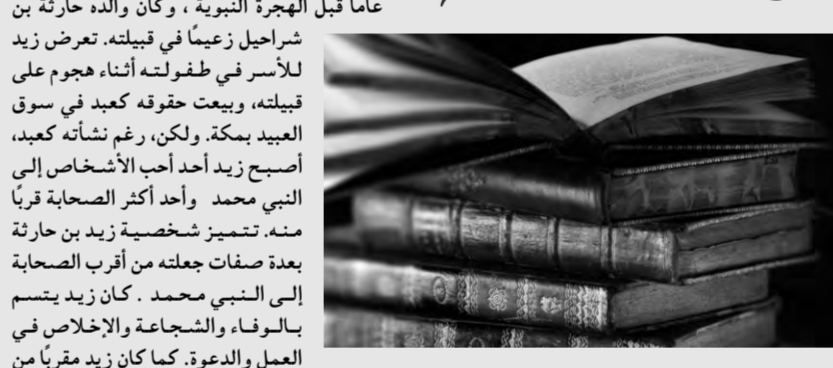 عاما قبل الهجرة النبوية ، وكان والده حارثة بن
شراحيل زعيمًا في قبيلته. تعرض زيد
للأسر في طفولته أثناء هجوم على
قبيلته، وبيعت حقوقه كعبد في سوق
العبيد بمكة. ولكن، رغم نشأته كعبد،
أصبح زيد أحد أحب الأشخاص إلى
النبي محمد وأحد أكثر الصحابة قربًا
منه. تتميز شخصية زيد بن حارثة
بعدة صفات جعلته من أقرب الصحابة
إلى النبي محمد . كان زيد يتسم
بالوفاء والشجاعة والإخلاص في
العمل والدعوة. كما كان زيد مقربًا من